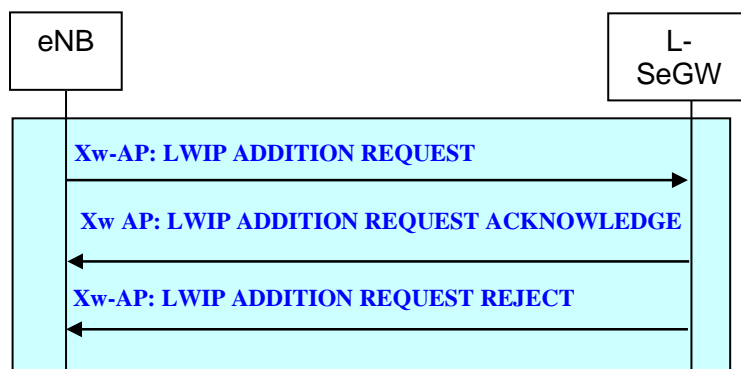 eNB
L-
SeGW
Xw-AP: LWIP ADDITION REQUEST
Xw AP: LWIP ADDITION REQUEST ACKNOWLEDGE
Xw-AP: LWIP ADDITION REQUEST REJECT